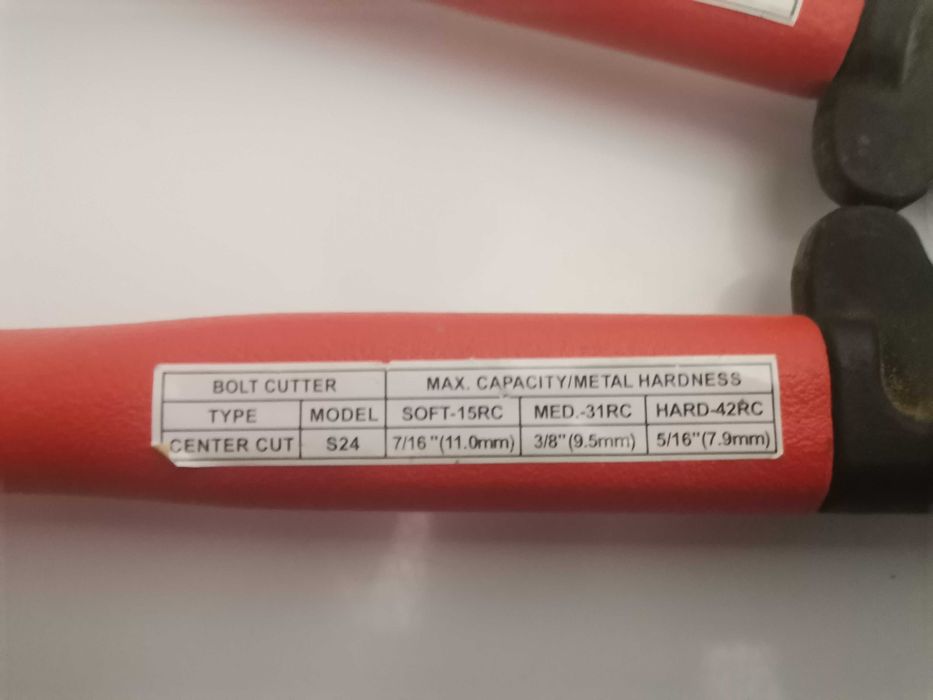 BOLT CUTTER MAX. CAPACITY/METAL HARDNESS
TYPE MODEL SOFT-15RC MED.-31RC HARD-42RC
CENTER CUT S24 7/16"(11.0mm) 3/8"(9.5mm) 5/16"(7.9mm)